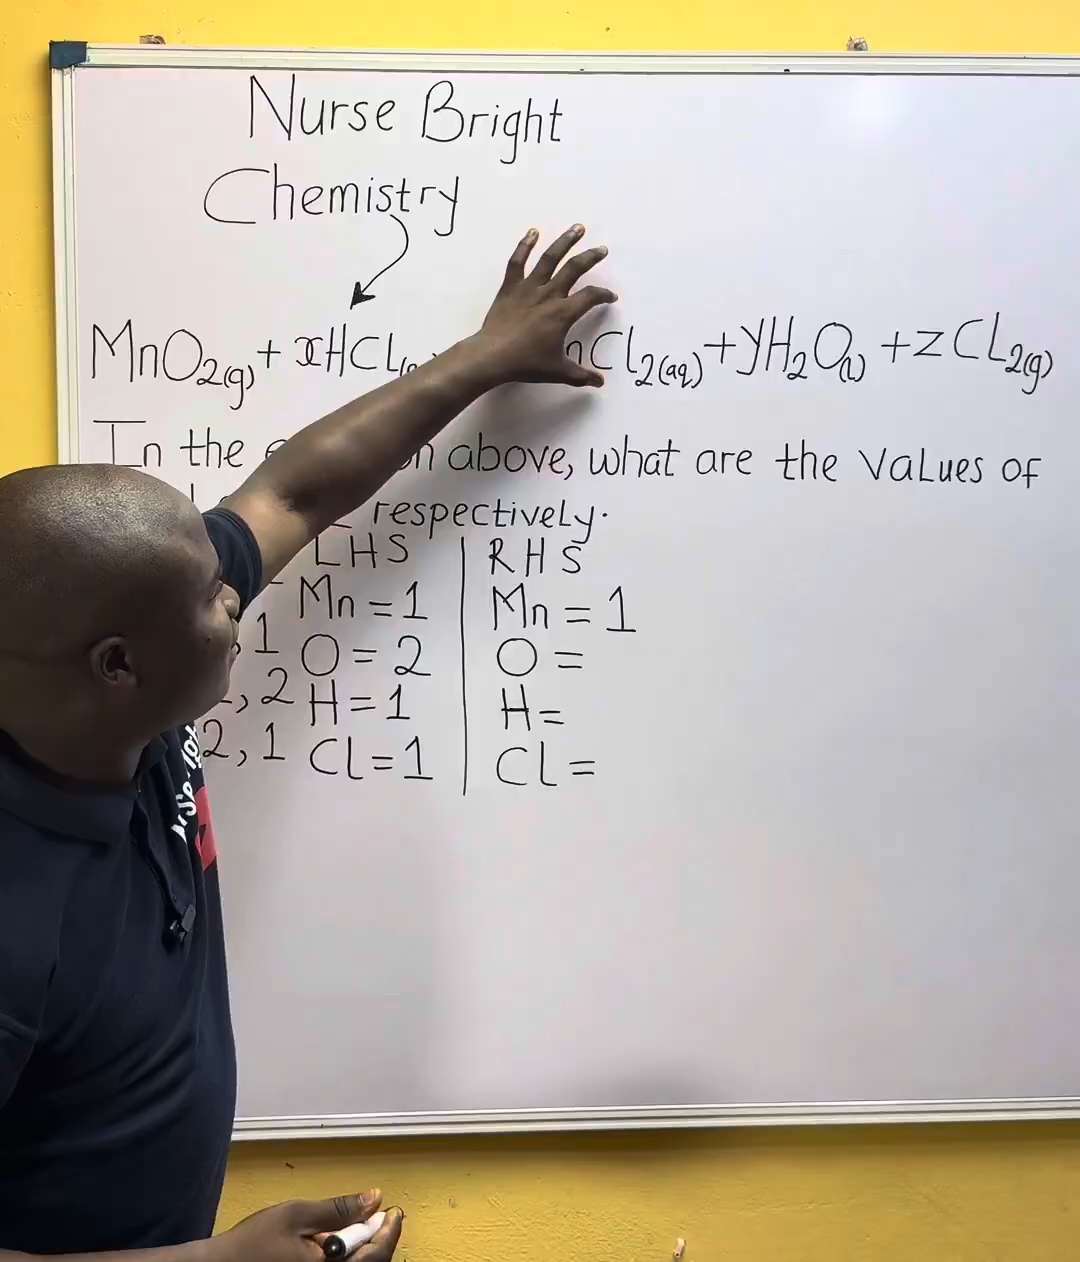 Nurse Bright
Chemistry
MnO2(g) + xHCl Cl2(aq) + yH2O(l) + zCl2(g)
In the above, what are the values of
respectively.
LHS RHS
Mn = 1 Mn = 1
, 1 O = 2 O =
, 2 H = 1 H =
2, 1 Cl = 1 Cl =